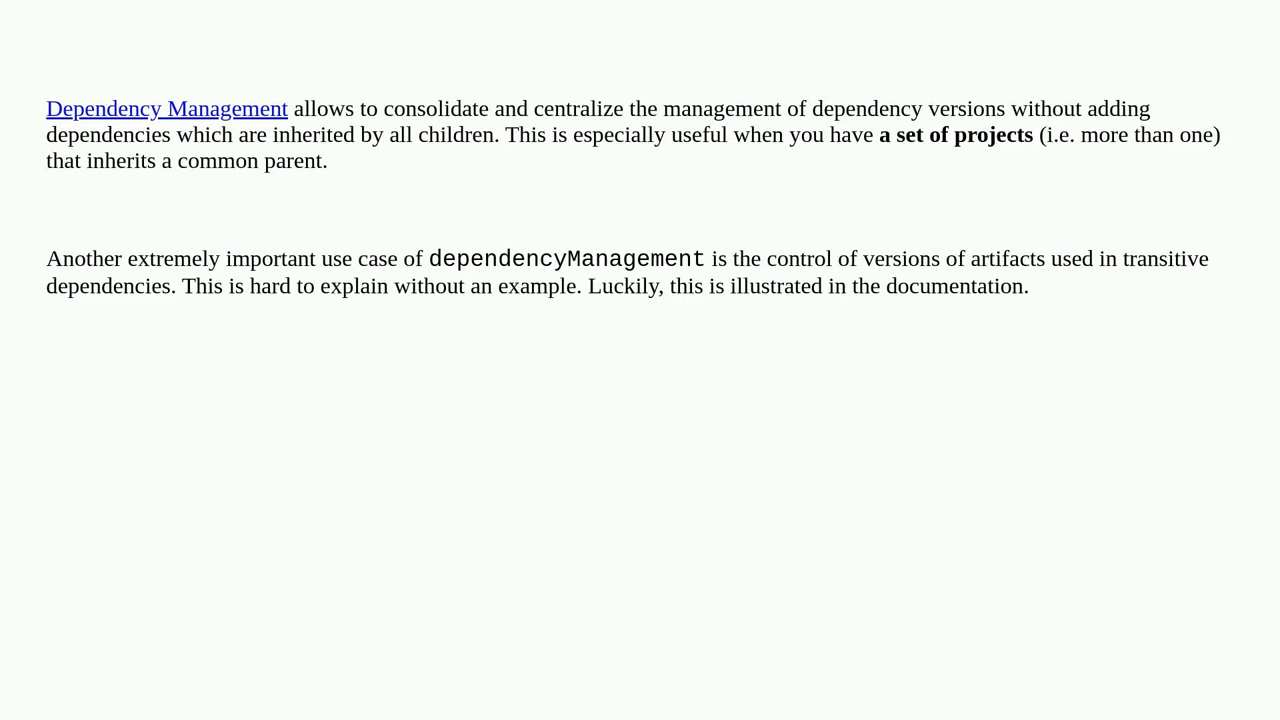 Dependency Management allows to consolidate and centralize the management of dependency versions without adding
dependencies which are inherited by all children. This is especially useful when you have a set of projects (i.e. more than one)
that inherits a common parent.
Another extremely important use case of dependencyManagement is the control of versions of artifacts used in transitive
dependencies. This is hard to explain without an example. Luckily, this is illustrated in the documentation.